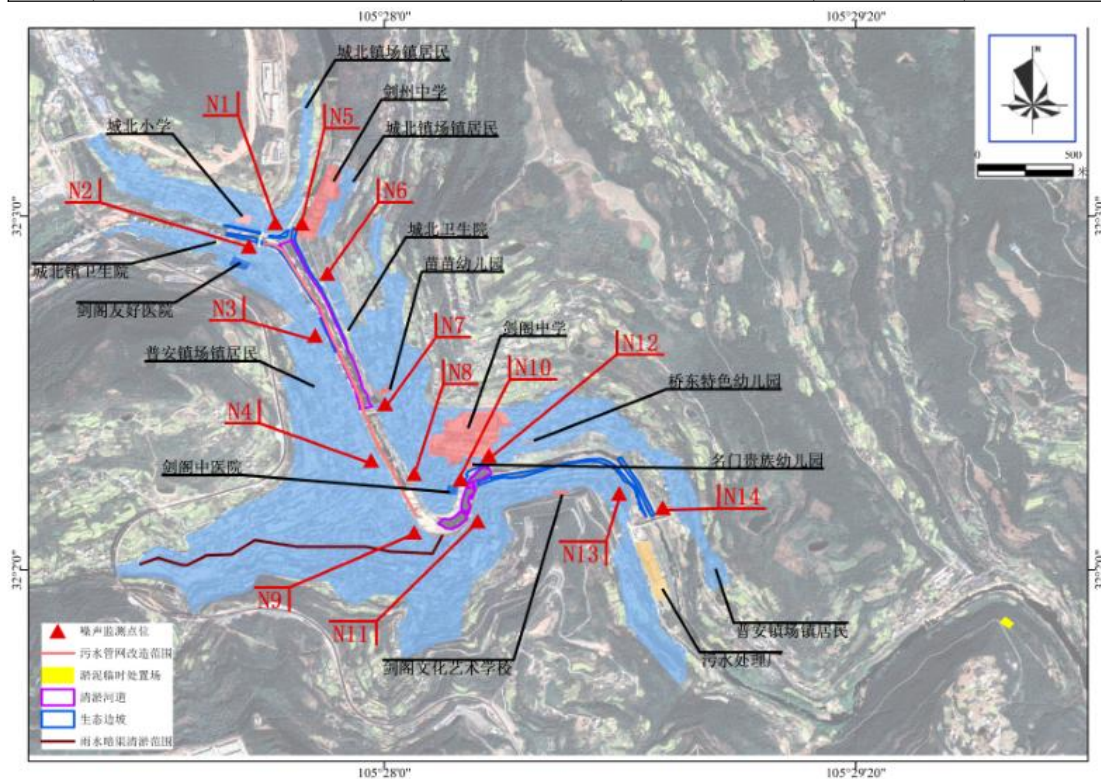 105°28'0"
105°29'20"
城北镇场镇居民
剑州中学
N1
N5
城北小学
城北镇场镇居民
N
0
500
米
N2
N6
32°3'0"
32°3'0"
城北卫生院
城北镇卫生院
苗苗幼儿园
剑阁友好医院
N3
N7
剑阁中学
N12
普安镇场镇居民
N8
N10
桥东特色幼儿园
N4
剑阁中医院
名门贵族幼儿园
N14
N13
32°2'0"
32°2'0"
N9
N11
普安镇场镇居民
噪声监测点位
污水处理厂
剑阁文化艺术学校
污水管网改造范围
淤泥临时处置场
清淤河道
生态边坡
雨水暗渠清淤范围
105°28'0"
105°29'20"